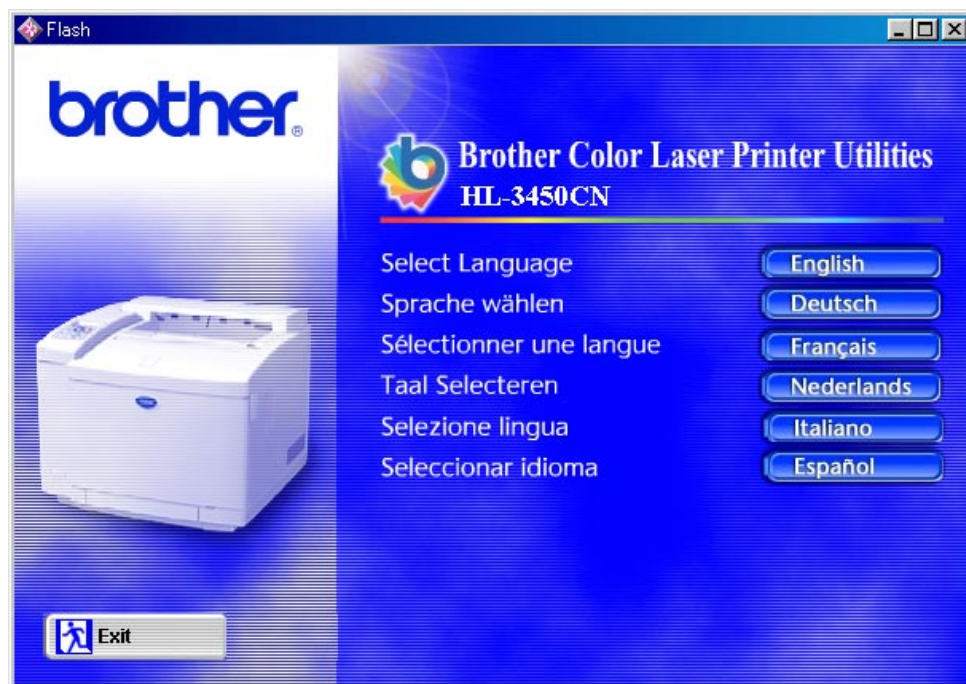 Flash
brother®
Brother Color Laser Printer Utilities
HL-3450CN
Select Language English
Sprache wählen Deutsch
Sélectionner une langue Français
Taal Selecteren Nederlands
Selezione lingua Italiano
Seleccionar idioma Español
Exit